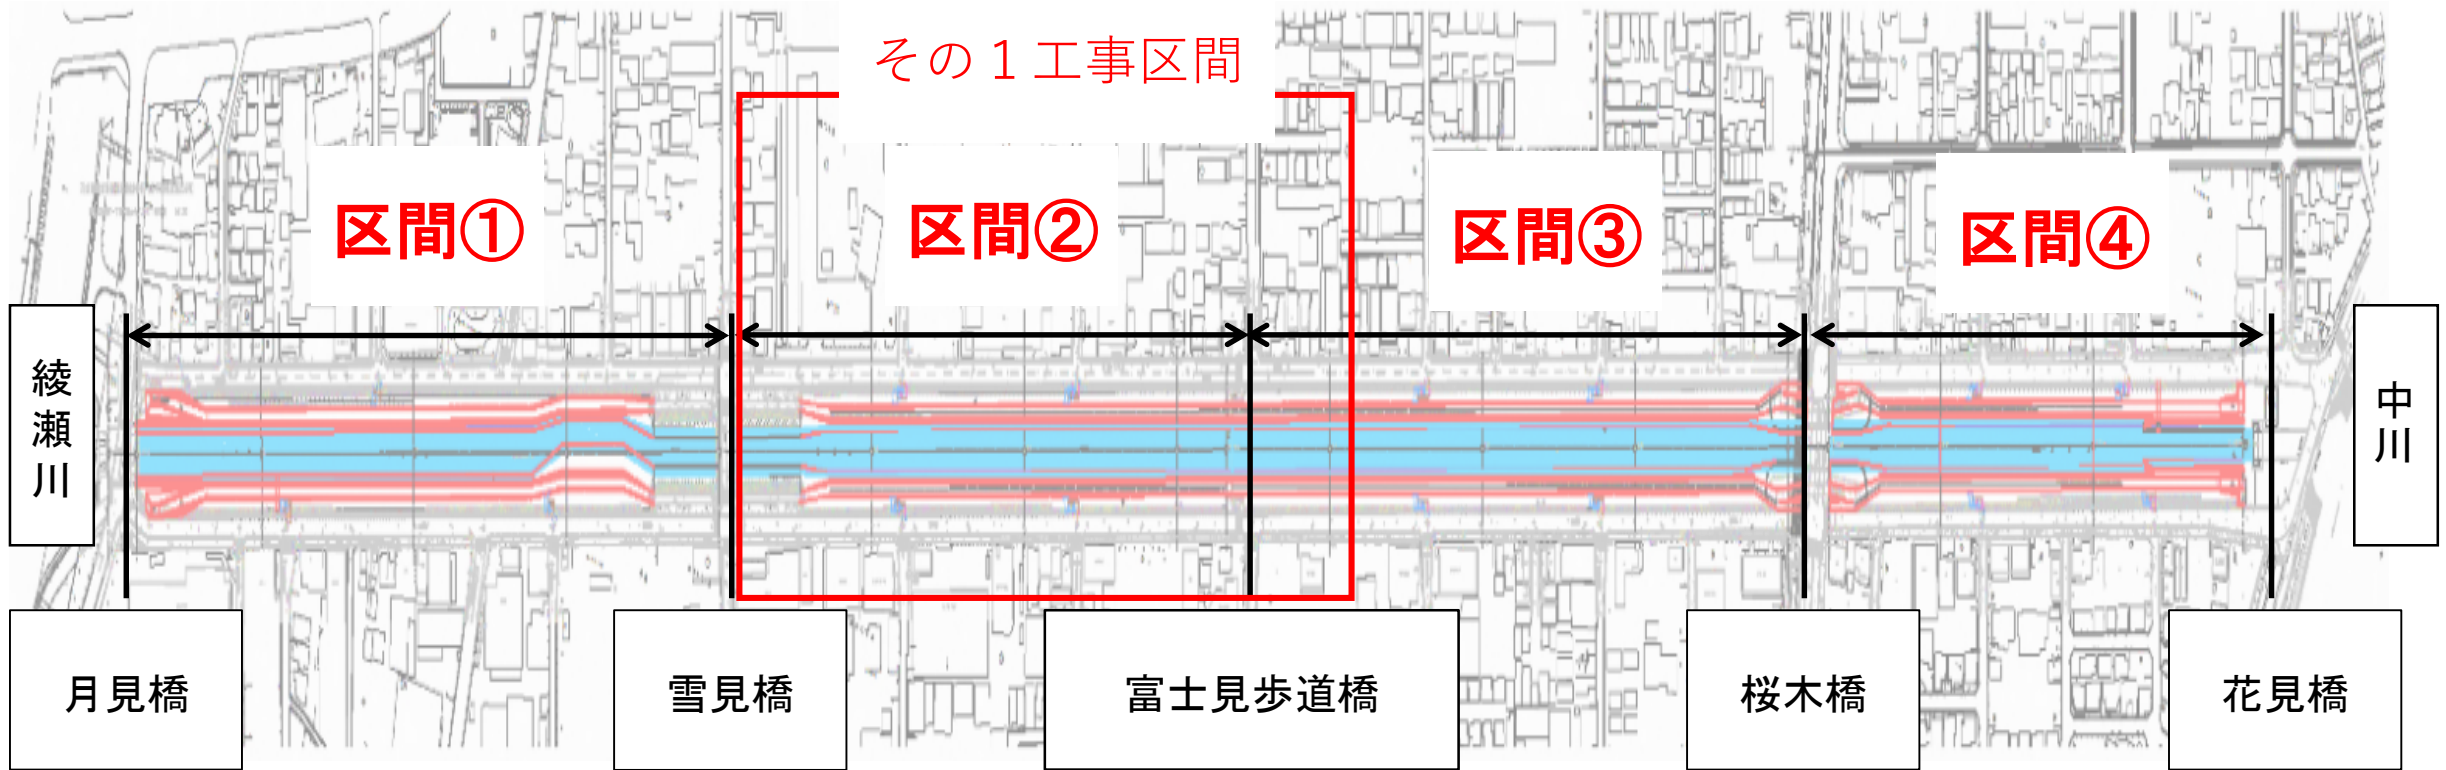 その１工事区間
区間①
区間②
区間③
区間④
綾瀬川
中川
月見橋
雪見橋
富士見歩道橋
桜木橋
花見橋